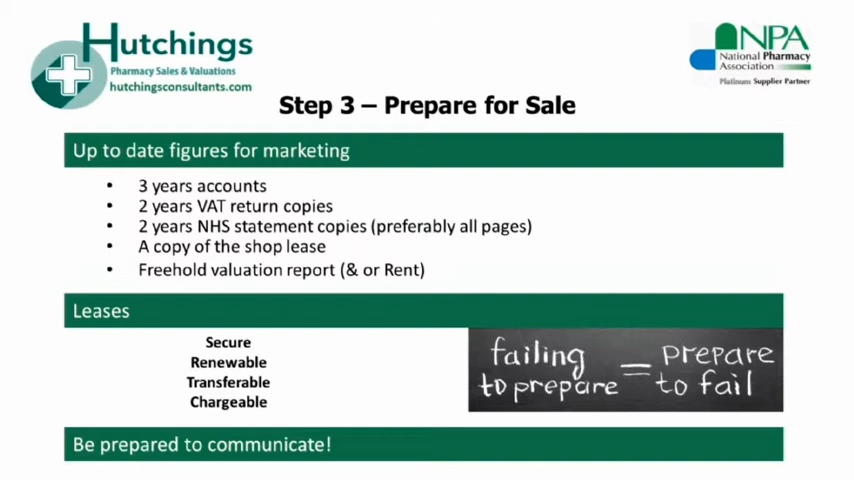 Hutchings
Pharmacy Sales & Valuations
hutchingsconsultants.com
NPA
National Pharmacy
Association
Platinum Supplier Partner
Step 3 – Prepare for Sale
Up to date figures for marketing
• 3 years accounts
• 2 years VAT return copies
• 2 years NHS statement copies (preferably all pages)
• A copy of the shop lease
• Freehold valuation report (& or Rent)
Leases
Secure
Renewable
Transferable
Chargeable
failing = prepare
to prepare to fail
Be prepared to communicate!